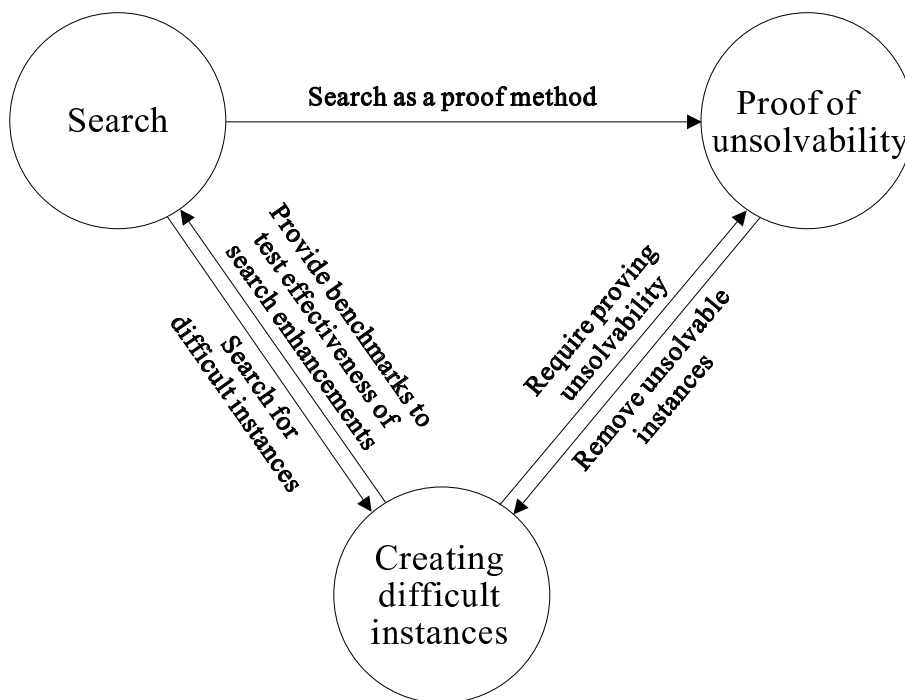 Search
Search as a proof method
Proof of
unsolvability
Provide benchmarks to
test effectiveness of
search enhancements
Search for
difficult instances
Require proving
unsolvability
Remove unsolvable
instances
Creating
difficult
instances